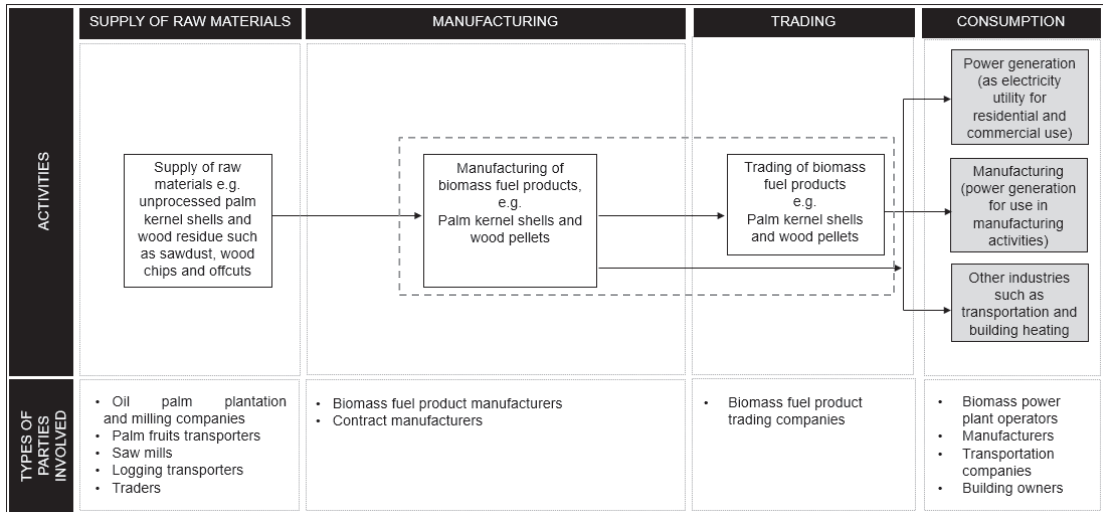 SUPPLY OF RAW MATERIALS
MANUFACTURING
TRADING
CONSUMPTION
ACTIVITIES
Supply of raw
materials e.g.
unprocessed palm
kernel shells and
wood residue such
as sawdust, wood
chips and offcuts
Manufacturing of
biomass fuel products,
e.g.
Palm kernel shells and
wood pellets
Trading of biomass
fuel products
e.g.
Palm kernel shells
and wood pellets
Power generation
(as electricity
utility for
residential and
commercial use)
Manufacturing
(power generation
for use in
manufacturing
activities)
Other industries
such as
transportation and
building heating
TYPES OF
PARTIES
INVOLVED
• Oil palm plantation
and milling companies
• Palm fruits transporters
• Saw mills
• Logging transporters
• Traders
• Biomass fuel product manufacturers
• Contract manufacturers
• Biomass fuel product
trading companies
• Biomass power
plant operators
• Manufacturers
• Transportation
companies
• Building owners